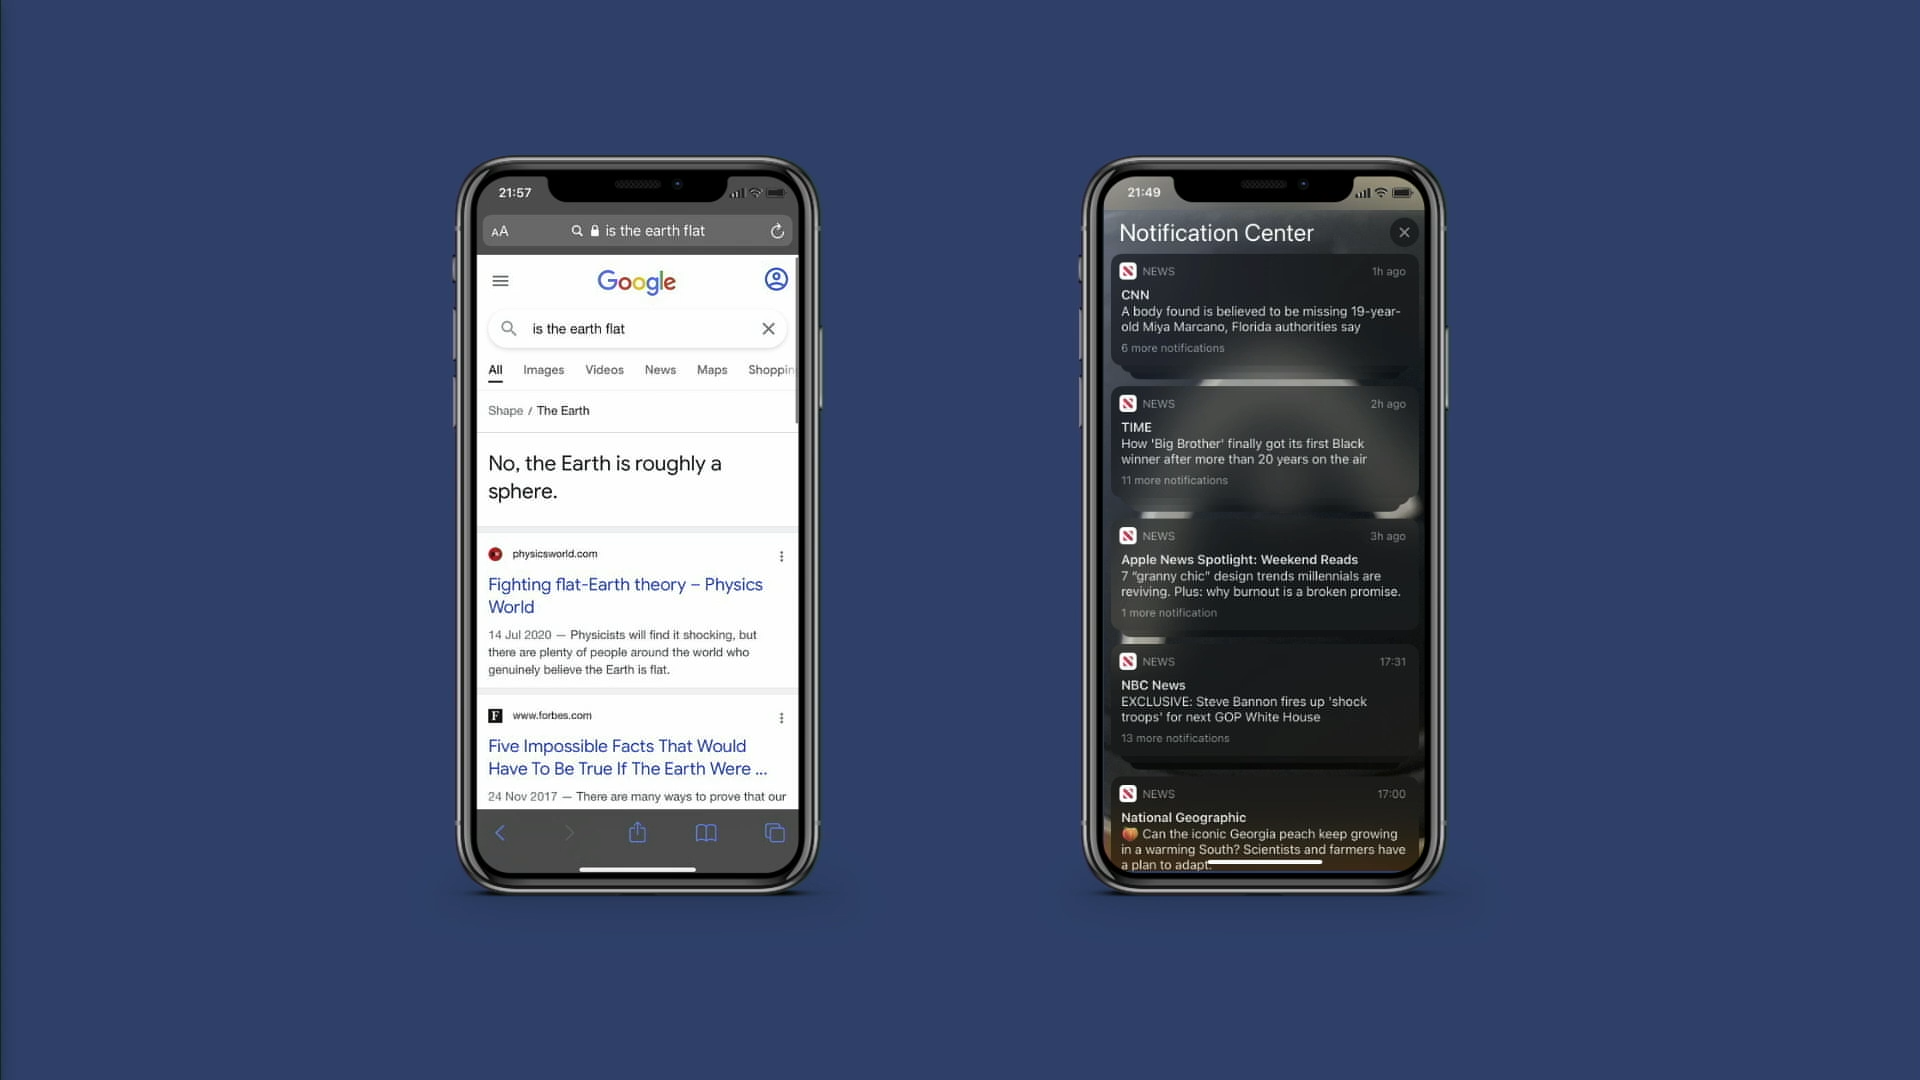 21:57
AA is the earth flat
Google
is the earth flat
All Images Videos News Maps Shoppin
Shape / The Earth
No, the Earth is roughly a
sphere.
physicsworld.com
Fighting flat-Earth theory – Physics
World
14 Jul 2020 — Physicists will find it shocking, but
there are plenty of people around the world who
genuinely believe the Earth is flat.
F www.forbes.com
Five Impossible Facts That Would
Have To Be True If The Earth Were ...
24 Nov 2017 — There are many ways to prove that our
21:49
Notification Center
NEWS 1h ago
CNN
A body found is believed to be missing 19-year-
old Miya Marcano, Florida authorities say
6 more notifications
NEWS 2h ago
TIME
How 'Big Brother' finally got its first Black
winner after more than 20 years on the air
11 more notifications
NEWS 3h ago
Apple News Spotlight: Weekend Reads
7 “granny chic” design trends millennials are
reviving. Plus: why burnout is a broken promise.
1 more notification
NEWS 17:31
NBC News
EXCLUSIVE: Steve Bannon fires up 'shock
troops' for next GOP White House
13 more notifications
NEWS 17:00
National Geographic
🍑 Can the iconic Georgia peach keep growing
in a warming South? Scientists and farmers have
a plan to adapt.